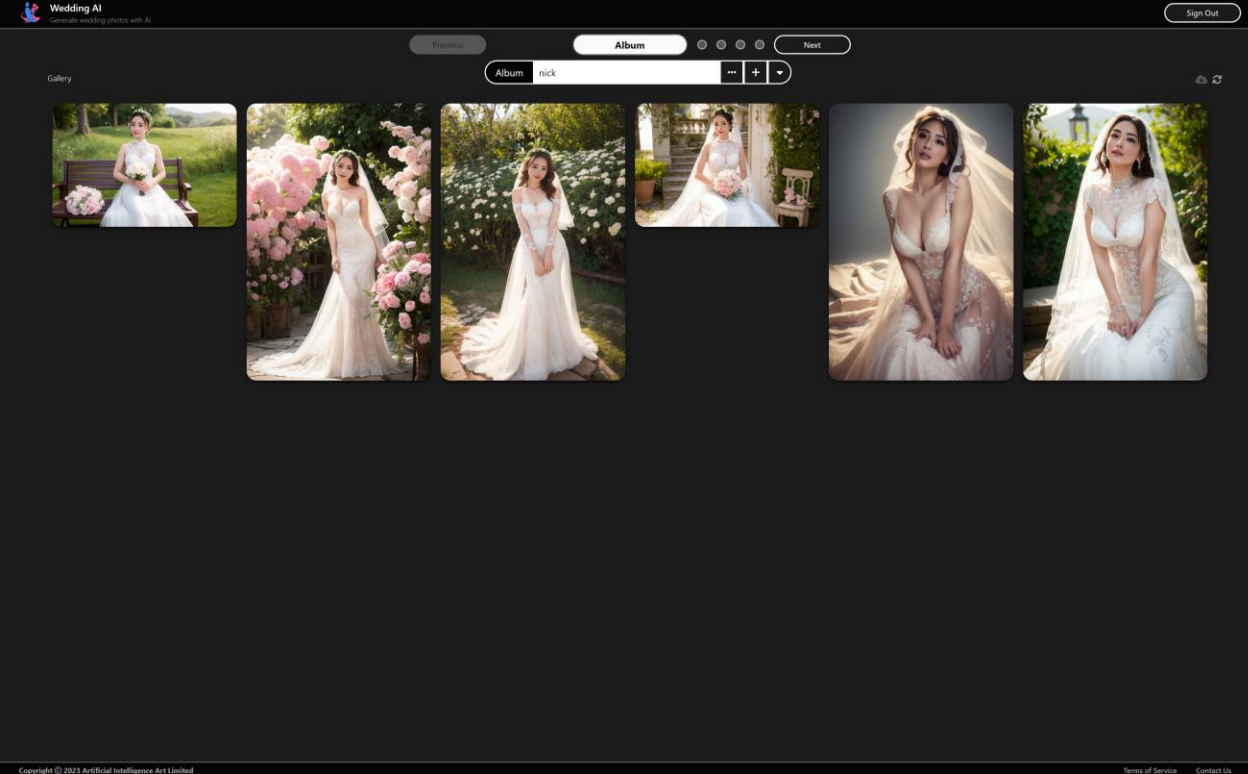 Wedding AI
Generate wedding photos with AI
Sign Out
Previous
Album
Next
Album
nick
Gallery
Copyright © 2023 Artificial Intelligence Art Limited
Terms of Service
Contact Us